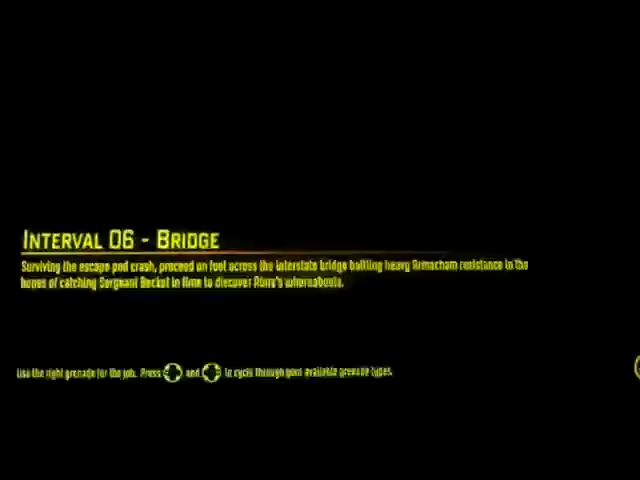 INTERVAL 06 - BRIDGE
Surviving the escape pod crash, proceed on foot across the interstate bridge battling heavy Armacham resistance in the
hopes of catching Sergeant Becket in time to discover Alma's whereabouts.
Use the right grenade for the job. Press and to cycle through your available grenade types.